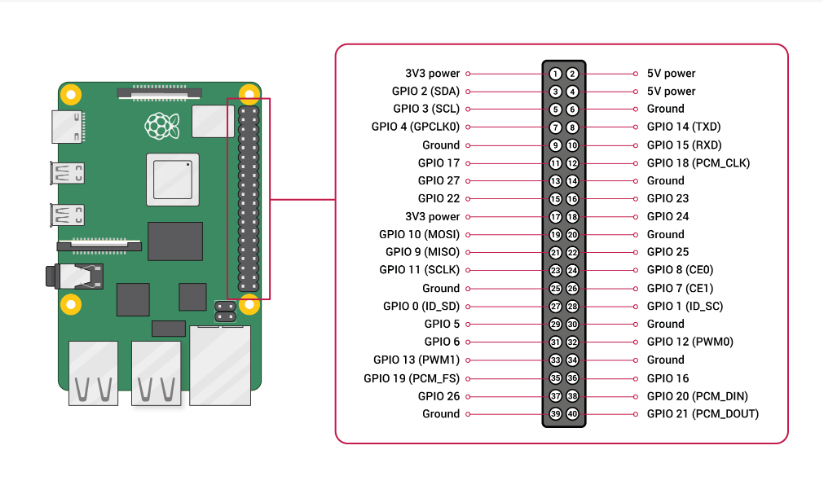 3V3 power 1 2 5V power
GPIO 2 (SDA) 3 4 5V power
GPIO 3 (SCL) 5 6 Ground
GPIO 4 (GPCLK0) 7 8 GPIO 14 (TXD)
Ground 9 10 GPIO 15 (RXD)
GPIO 17 11 12 GPIO 18 (PCM_CLK)
GPIO 27 13 14 Ground
GPIO 22 15 16 GPIO 23
3V3 power 17 18 GPIO 24
GPIO 10 (MOSI) 19 20 Ground
GPIO 9 (MISO) 21 22 GPIO 25
GPIO 11 (SCLK) 23 24 GPIO 8 (CE0)
Ground 25 26 GPIO 7 (CE1)
GPIO 0 (ID_SD) 27 28 GPIO 1 (ID_SC)
GPIO 5 29 30 Ground
GPIO 6 31 32 GPIO 12 (PWM0)
GPIO 13 (PWM1) 33 34 Ground
GPIO 19 (PCM_FS) 35 36 GPIO 16
GPIO 26 37 38 GPIO 20 (PCM_DIN)
Ground 39 40 GPIO 21 (PCM_DOUT)